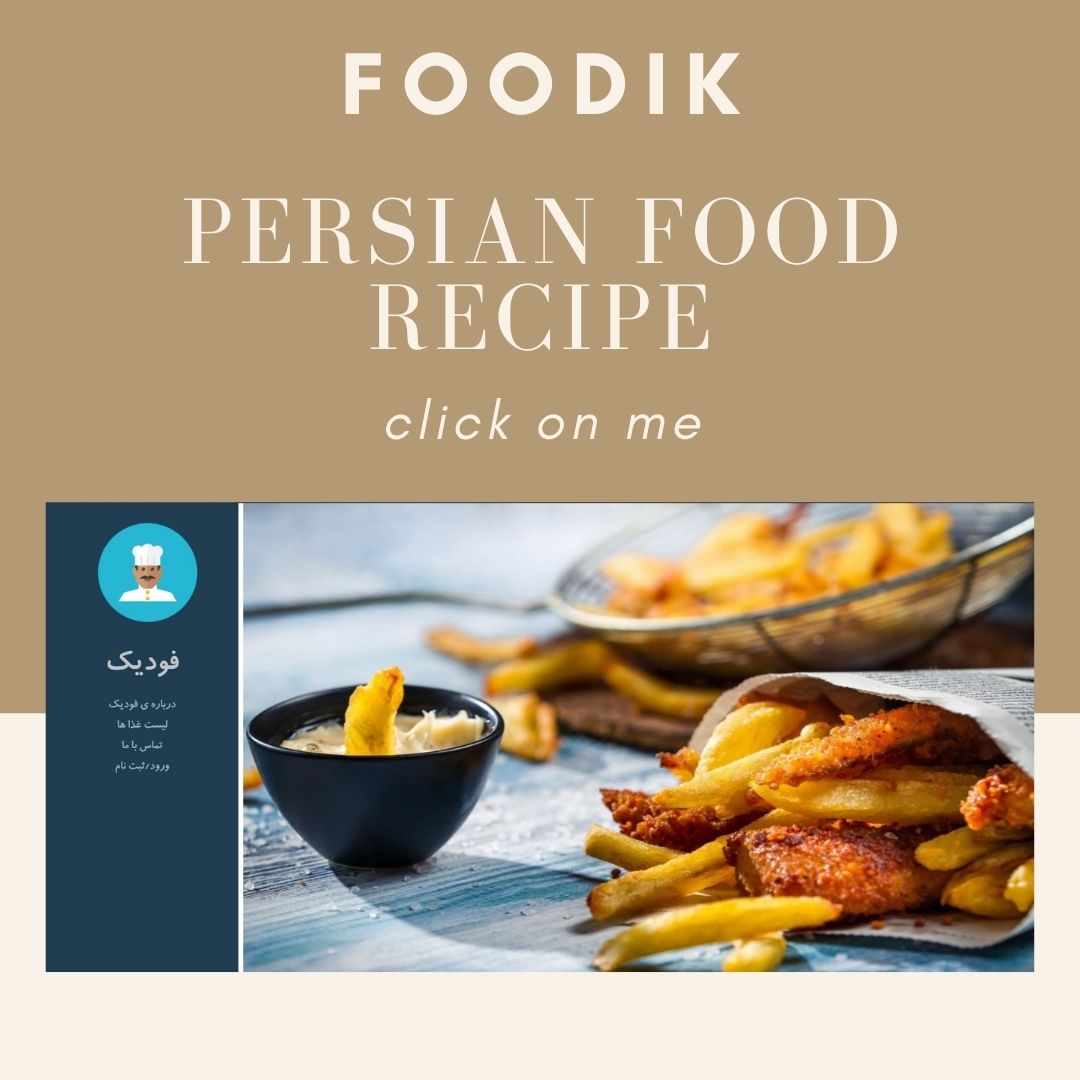 FOODIK
PERSIAN FOOD
RECIPE
click on me
فودیک
درباره ی فودیک
لیست غذا ها
تماس با ما
ورود/ثبت نام